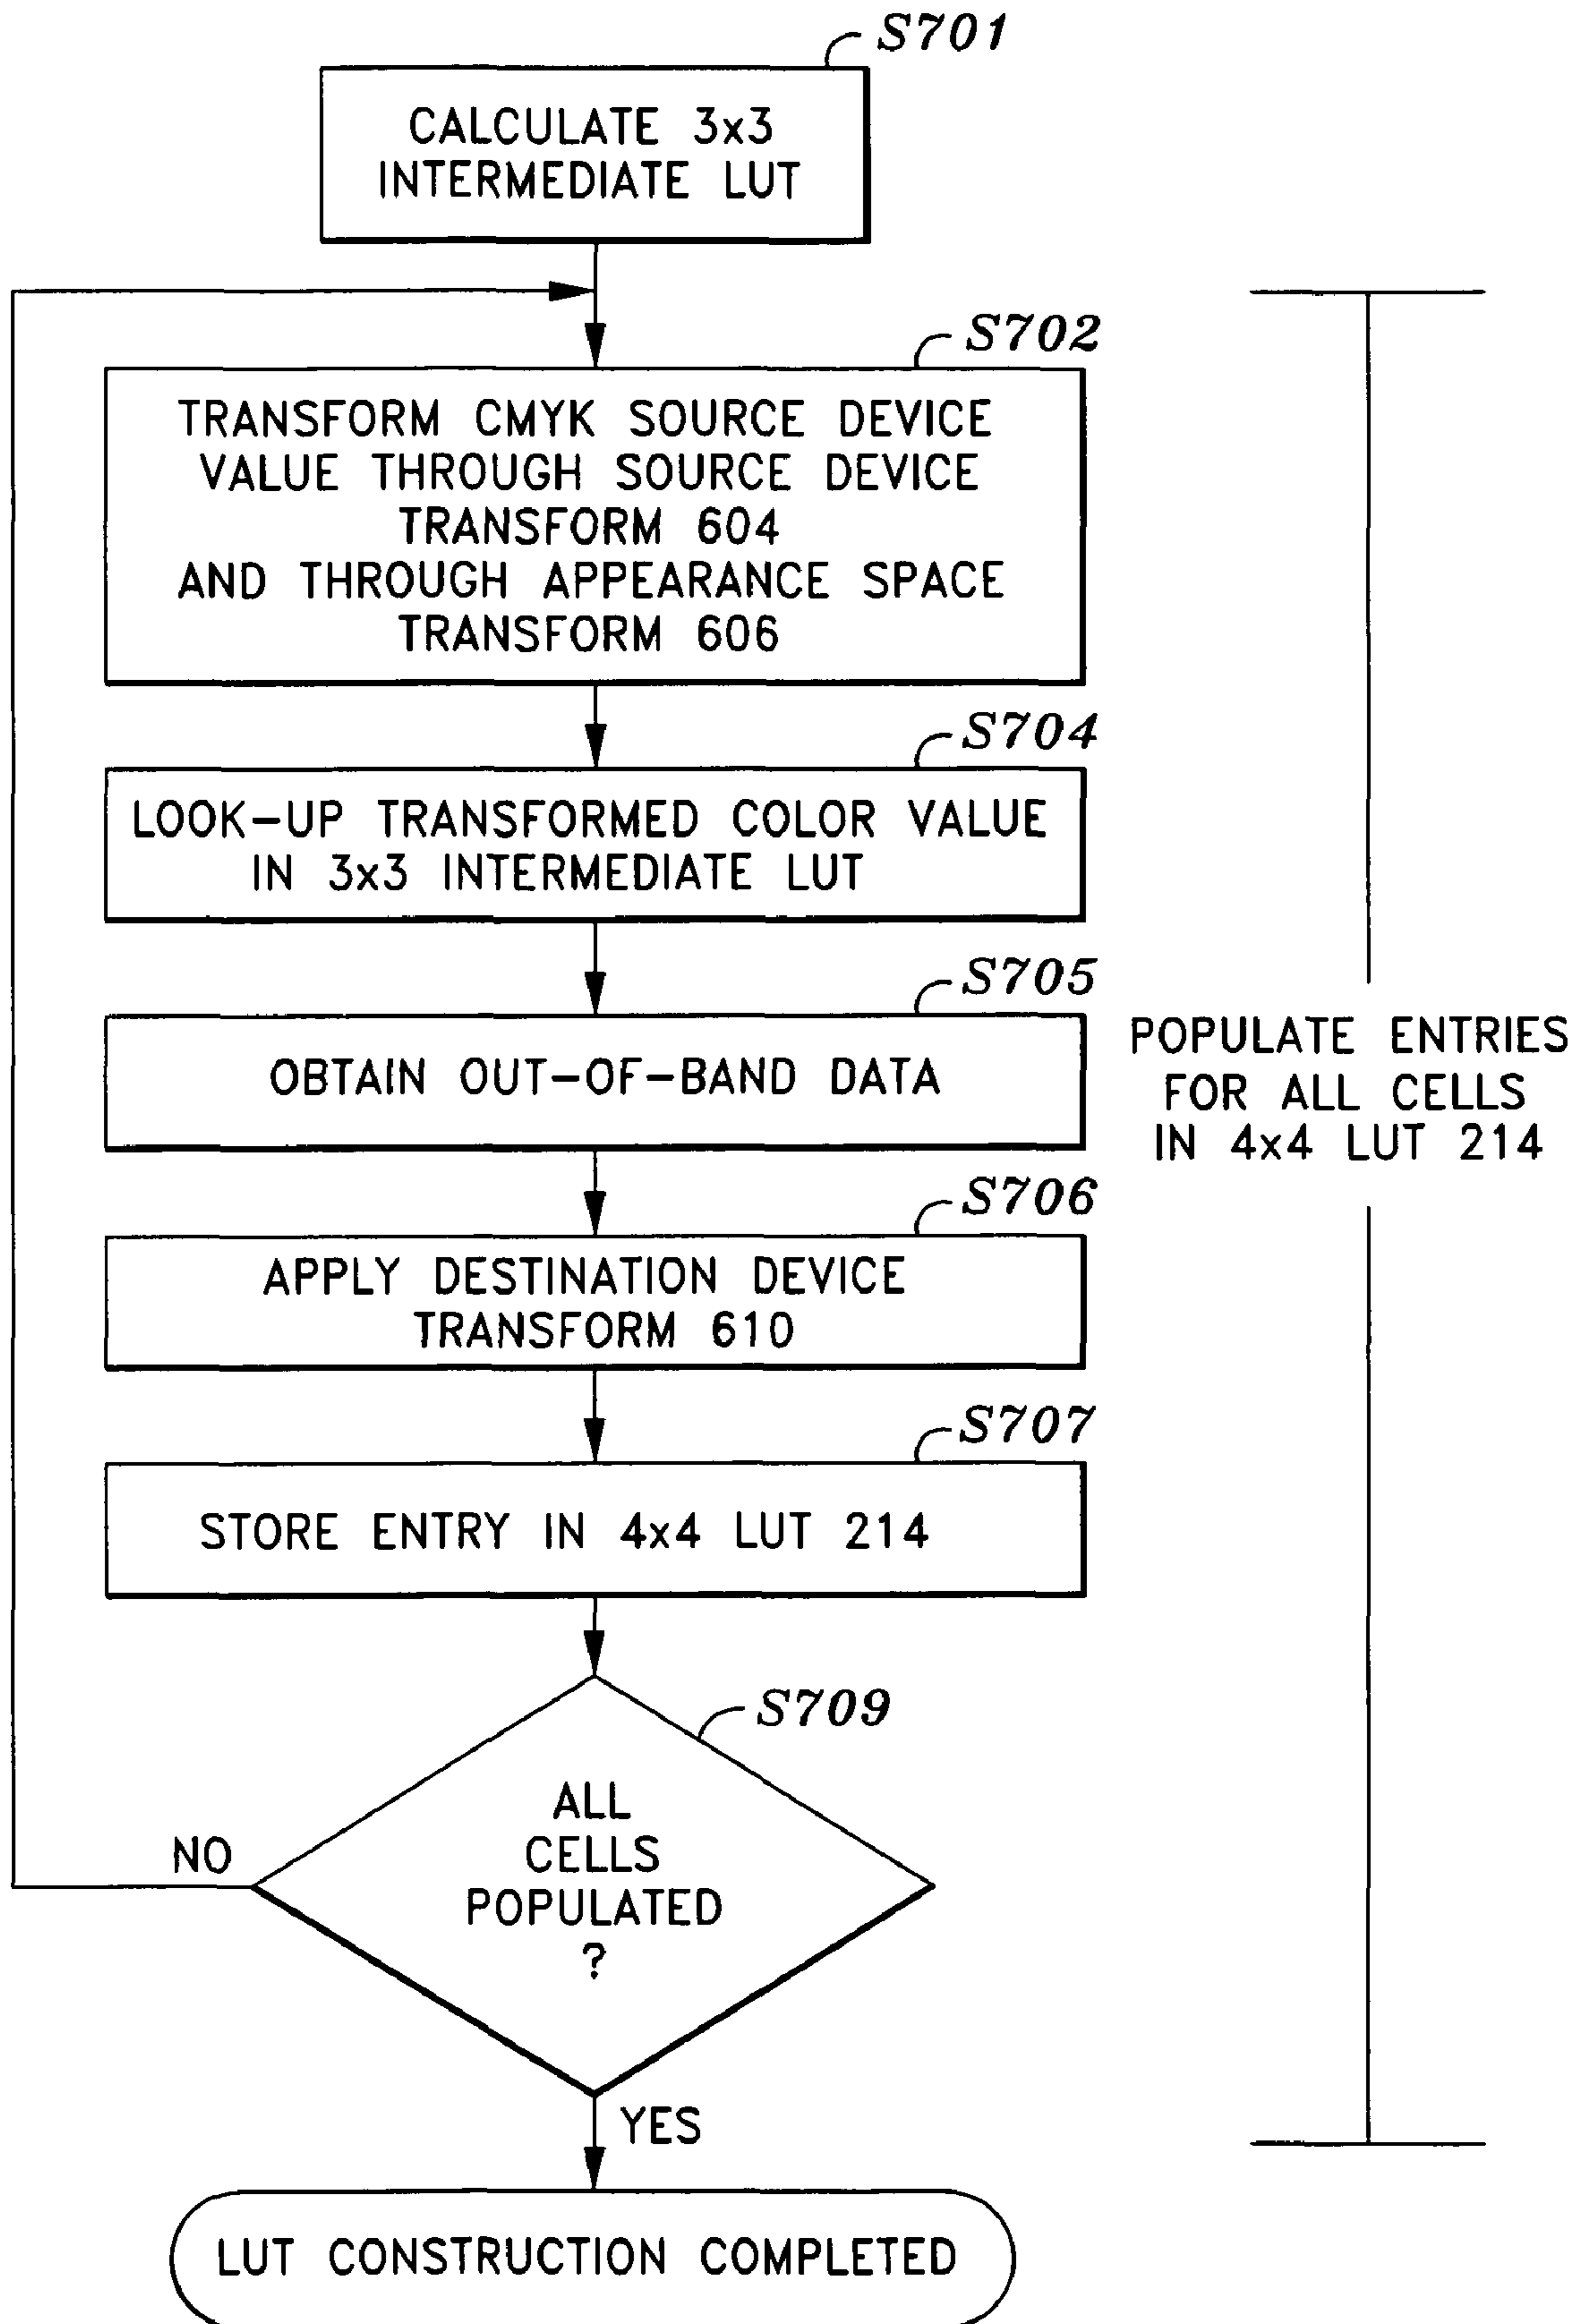 S701
CALCULATE 3x3
INTERMEDIATE LUT
S702
TRANSFORM CMYK SOURCE DEVICE
VALUE THROUGH SOURCE DEVICE
TRANSFORM 604
AND THROUGH APPEARANCE SPACE
TRANSFORM 606
S704
LOOK-UP TRANSFORMED COLOR VALUE
IN 3x3 INTERMEDIATE LUT
S705
OBTAIN OUT-OF-BAND DATA
POPULATE ENTRIES
FOR ALL CELLS
IN 4x4 LUT 214
S706
APPLY DESTINATION DEVICE
TRANSFORM 610
S707
STORE ENTRY IN 4x4 LUT 214
S709
ALL
CELLS
POPULATED
?
NO
YES
LUT CONSTRUCTION COMPLETED